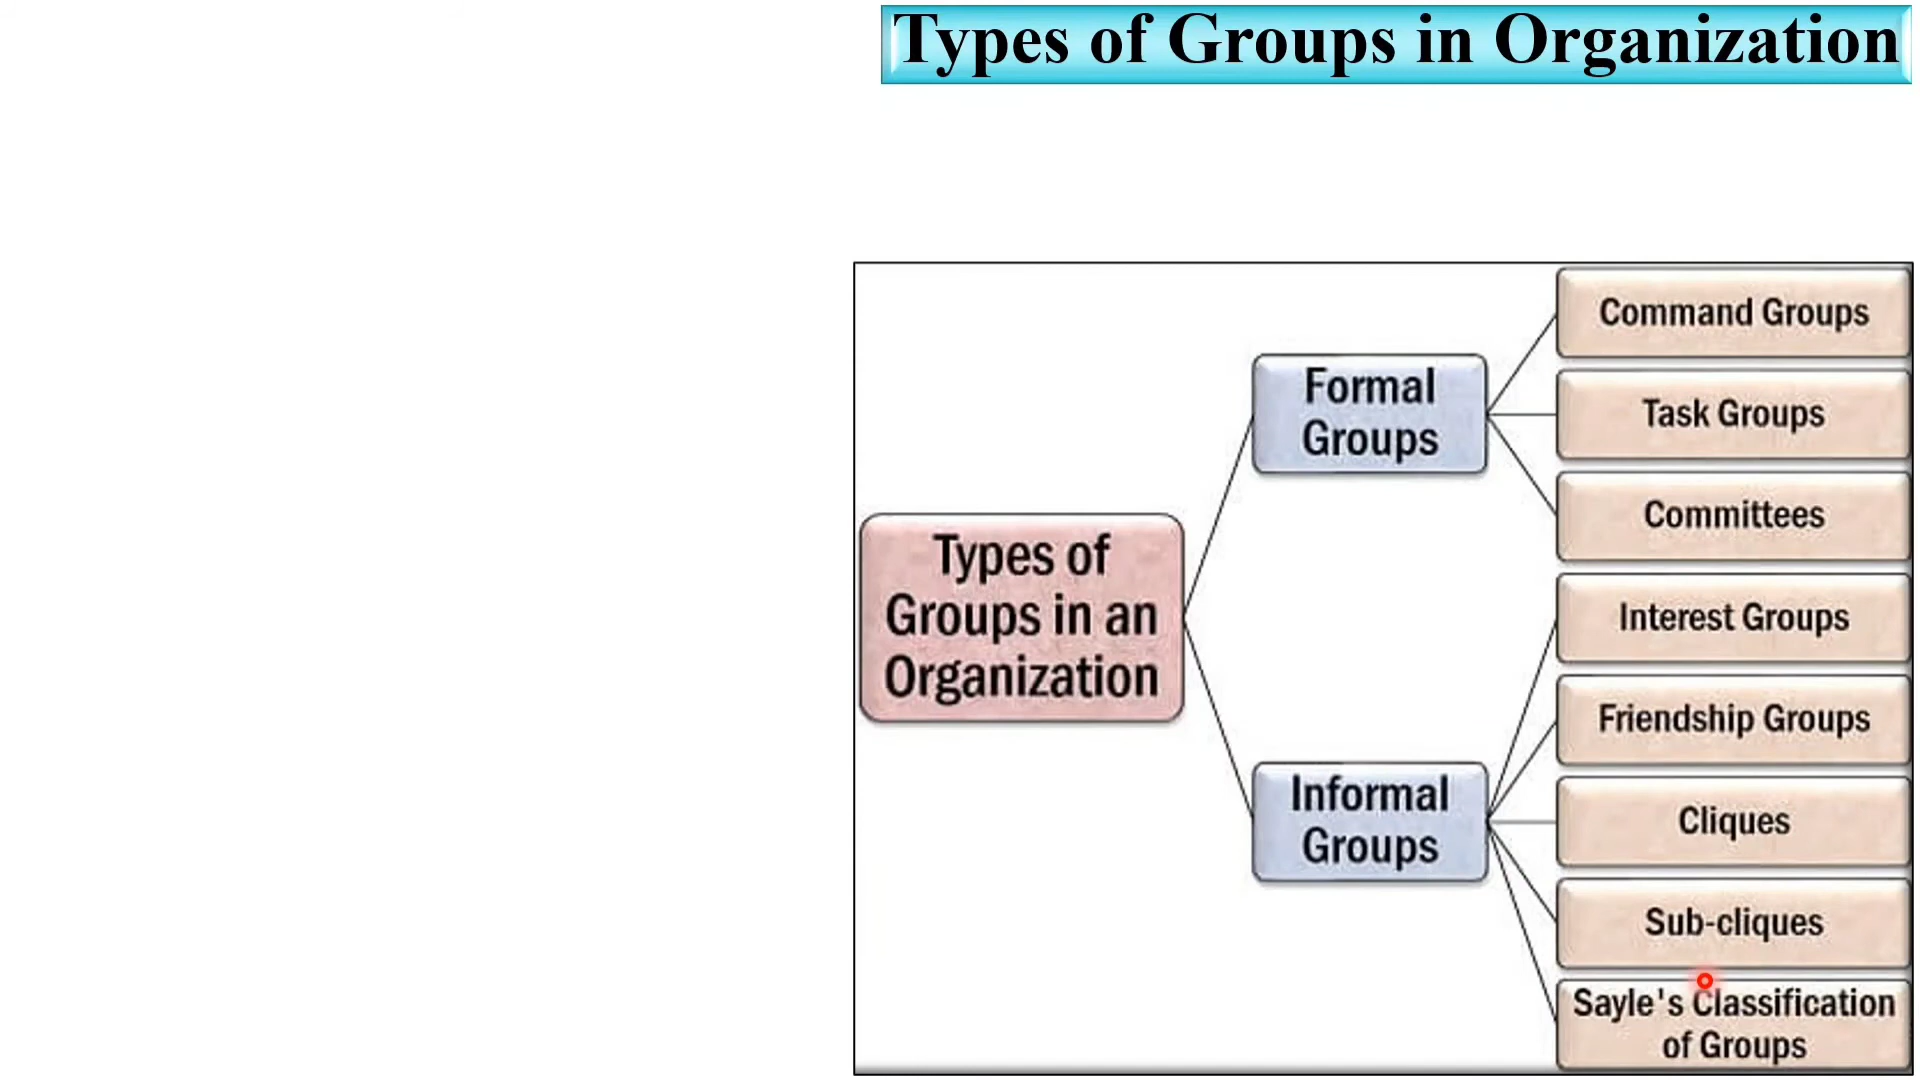 Types of Groups in Organization
Command Groups
Formal
Groups
Task Groups
Committees
Types of
Groups in an
Organization
Interest Groups
Friendship Groups
Informal
Groups
Cliques
Sub-cliques
Sayle's Classification
of Groups